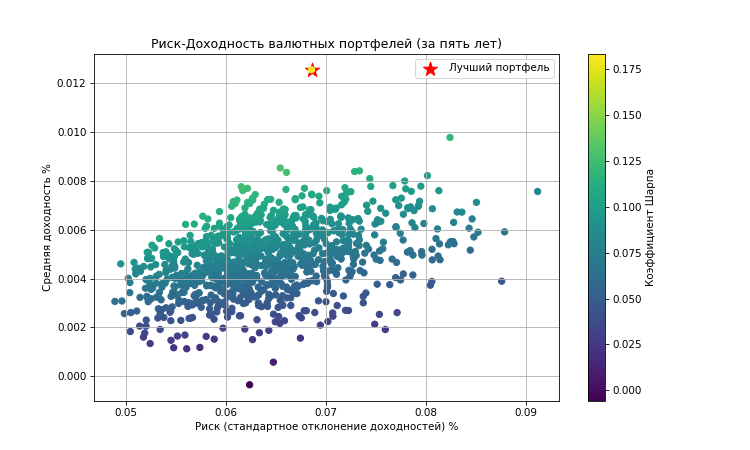 Риск-Доходность валютных портфелей (за пять лет)
Лучший портфель
Средняя доходность %
0.012
0.010
0.008
0.006
0.004
0.002
0.000
0.05 0.06 0.07 0.08 0.09
Риск (стандартное отклонение доходностей) %
0.175
0.150
0.125
0.100
0.075
0.050
0.025
0.000
Коэффициент Шарпа